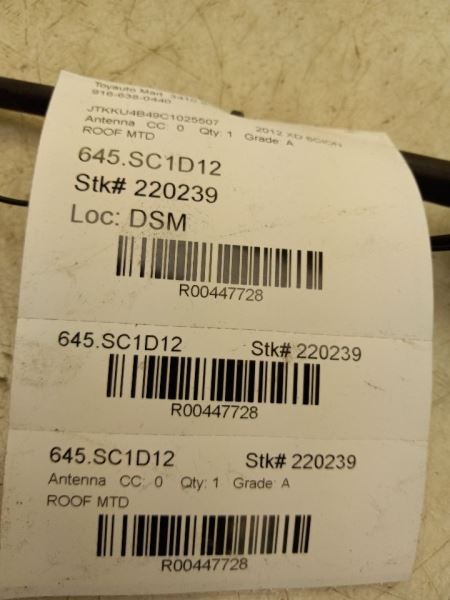 Toyauto Mart 3410
916-638-0440
JTKKU4B49C1025507 2012 XD SCION
Antenna CC: 0 Qty: 1 Grade: A
ROOF MTD
645.SC1D12
Stk# 220239
Loc: DSM
R00447728
645.SC1D12 Stk# 220239
R00447728
645.SC1D12 Stk# 220239
Antenna CC: 0 Qty: 1 Grade: A
ROOF MTD
R00447728